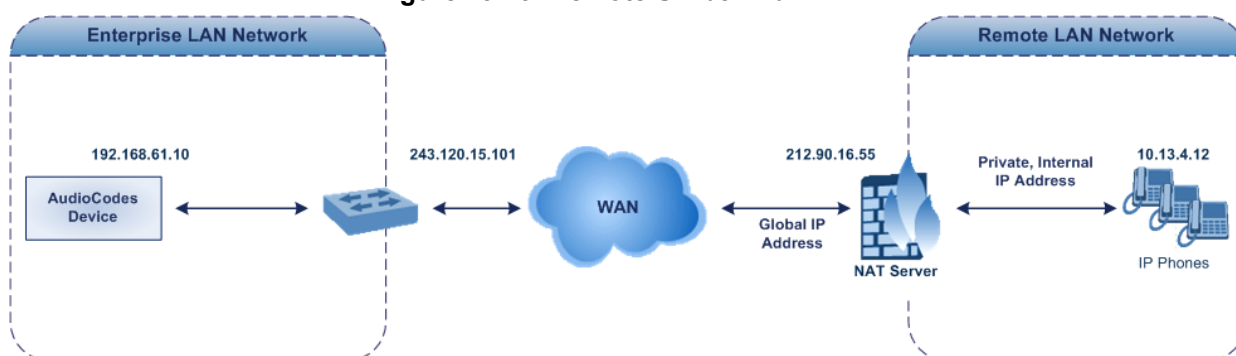 Enterprise LAN Network
Remote LAN Network
192.168.61.10
AudioCodes
Device
243.120.15.101
WAN
212.90.16.55
Global IP
Address
NAT Server
Private, Internal
IP Address
10.13.4.12
IP Phones